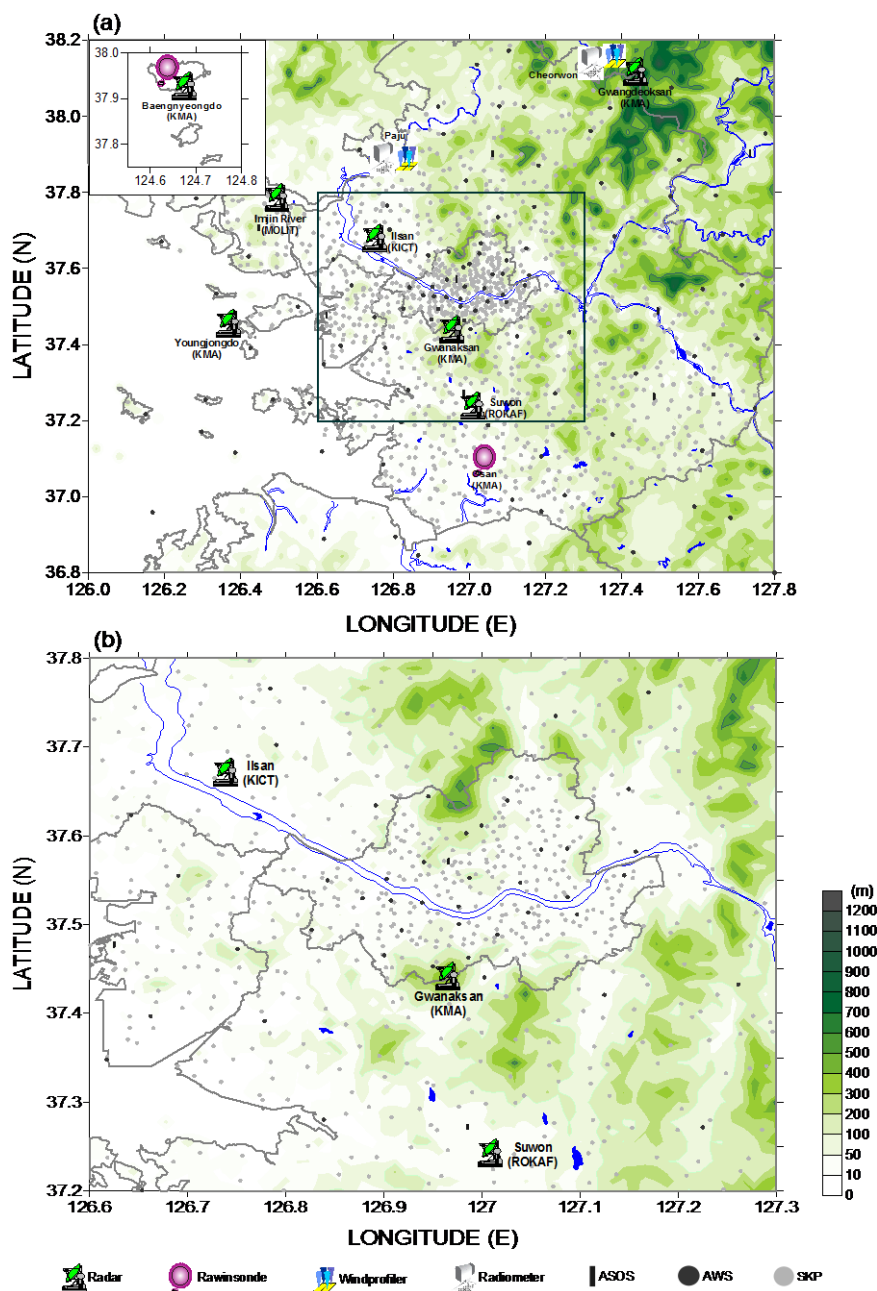 (a)
38.2
38.0
37.8
37.6
37.4
37.2
37.0
36.8
LATITUDE (N)
38.0
37.9
37.8
124.6 124.7 124.8
Baengnyeongdo
(KMA)
Cheorwon
Gwangdeoksan
(KMA)
Paju
Imjin River
(MOLIT)
Ilsan
(KICT)
Youngjongdo
(KMA)
Gwanaksan
(KMA)
Suwon
(ROKAF)
Osan
(KMA)
126.0 126.2 126.4 126.6 126.8 127.0 127.2 127.4 127.6 127.8
LONGITUDE (E)
(b)
37.8
37.7
37.6
37.5
37.4
37.3
37.2
LATITUDE (N)
Ilsan
(KICT)
Gwanaksan
(KMA)
Suwon
(ROKAF)
126.6 126.7 126.8 126.9 127 127.1 127.2 127.3
LONGITUDE (E)
(m)
1200
1100
1000
900
800
700
600
500
400
300
200
100
50
10
0
Radar Rawinsonde Windprofiler Radiometer ASOS AWS SKP